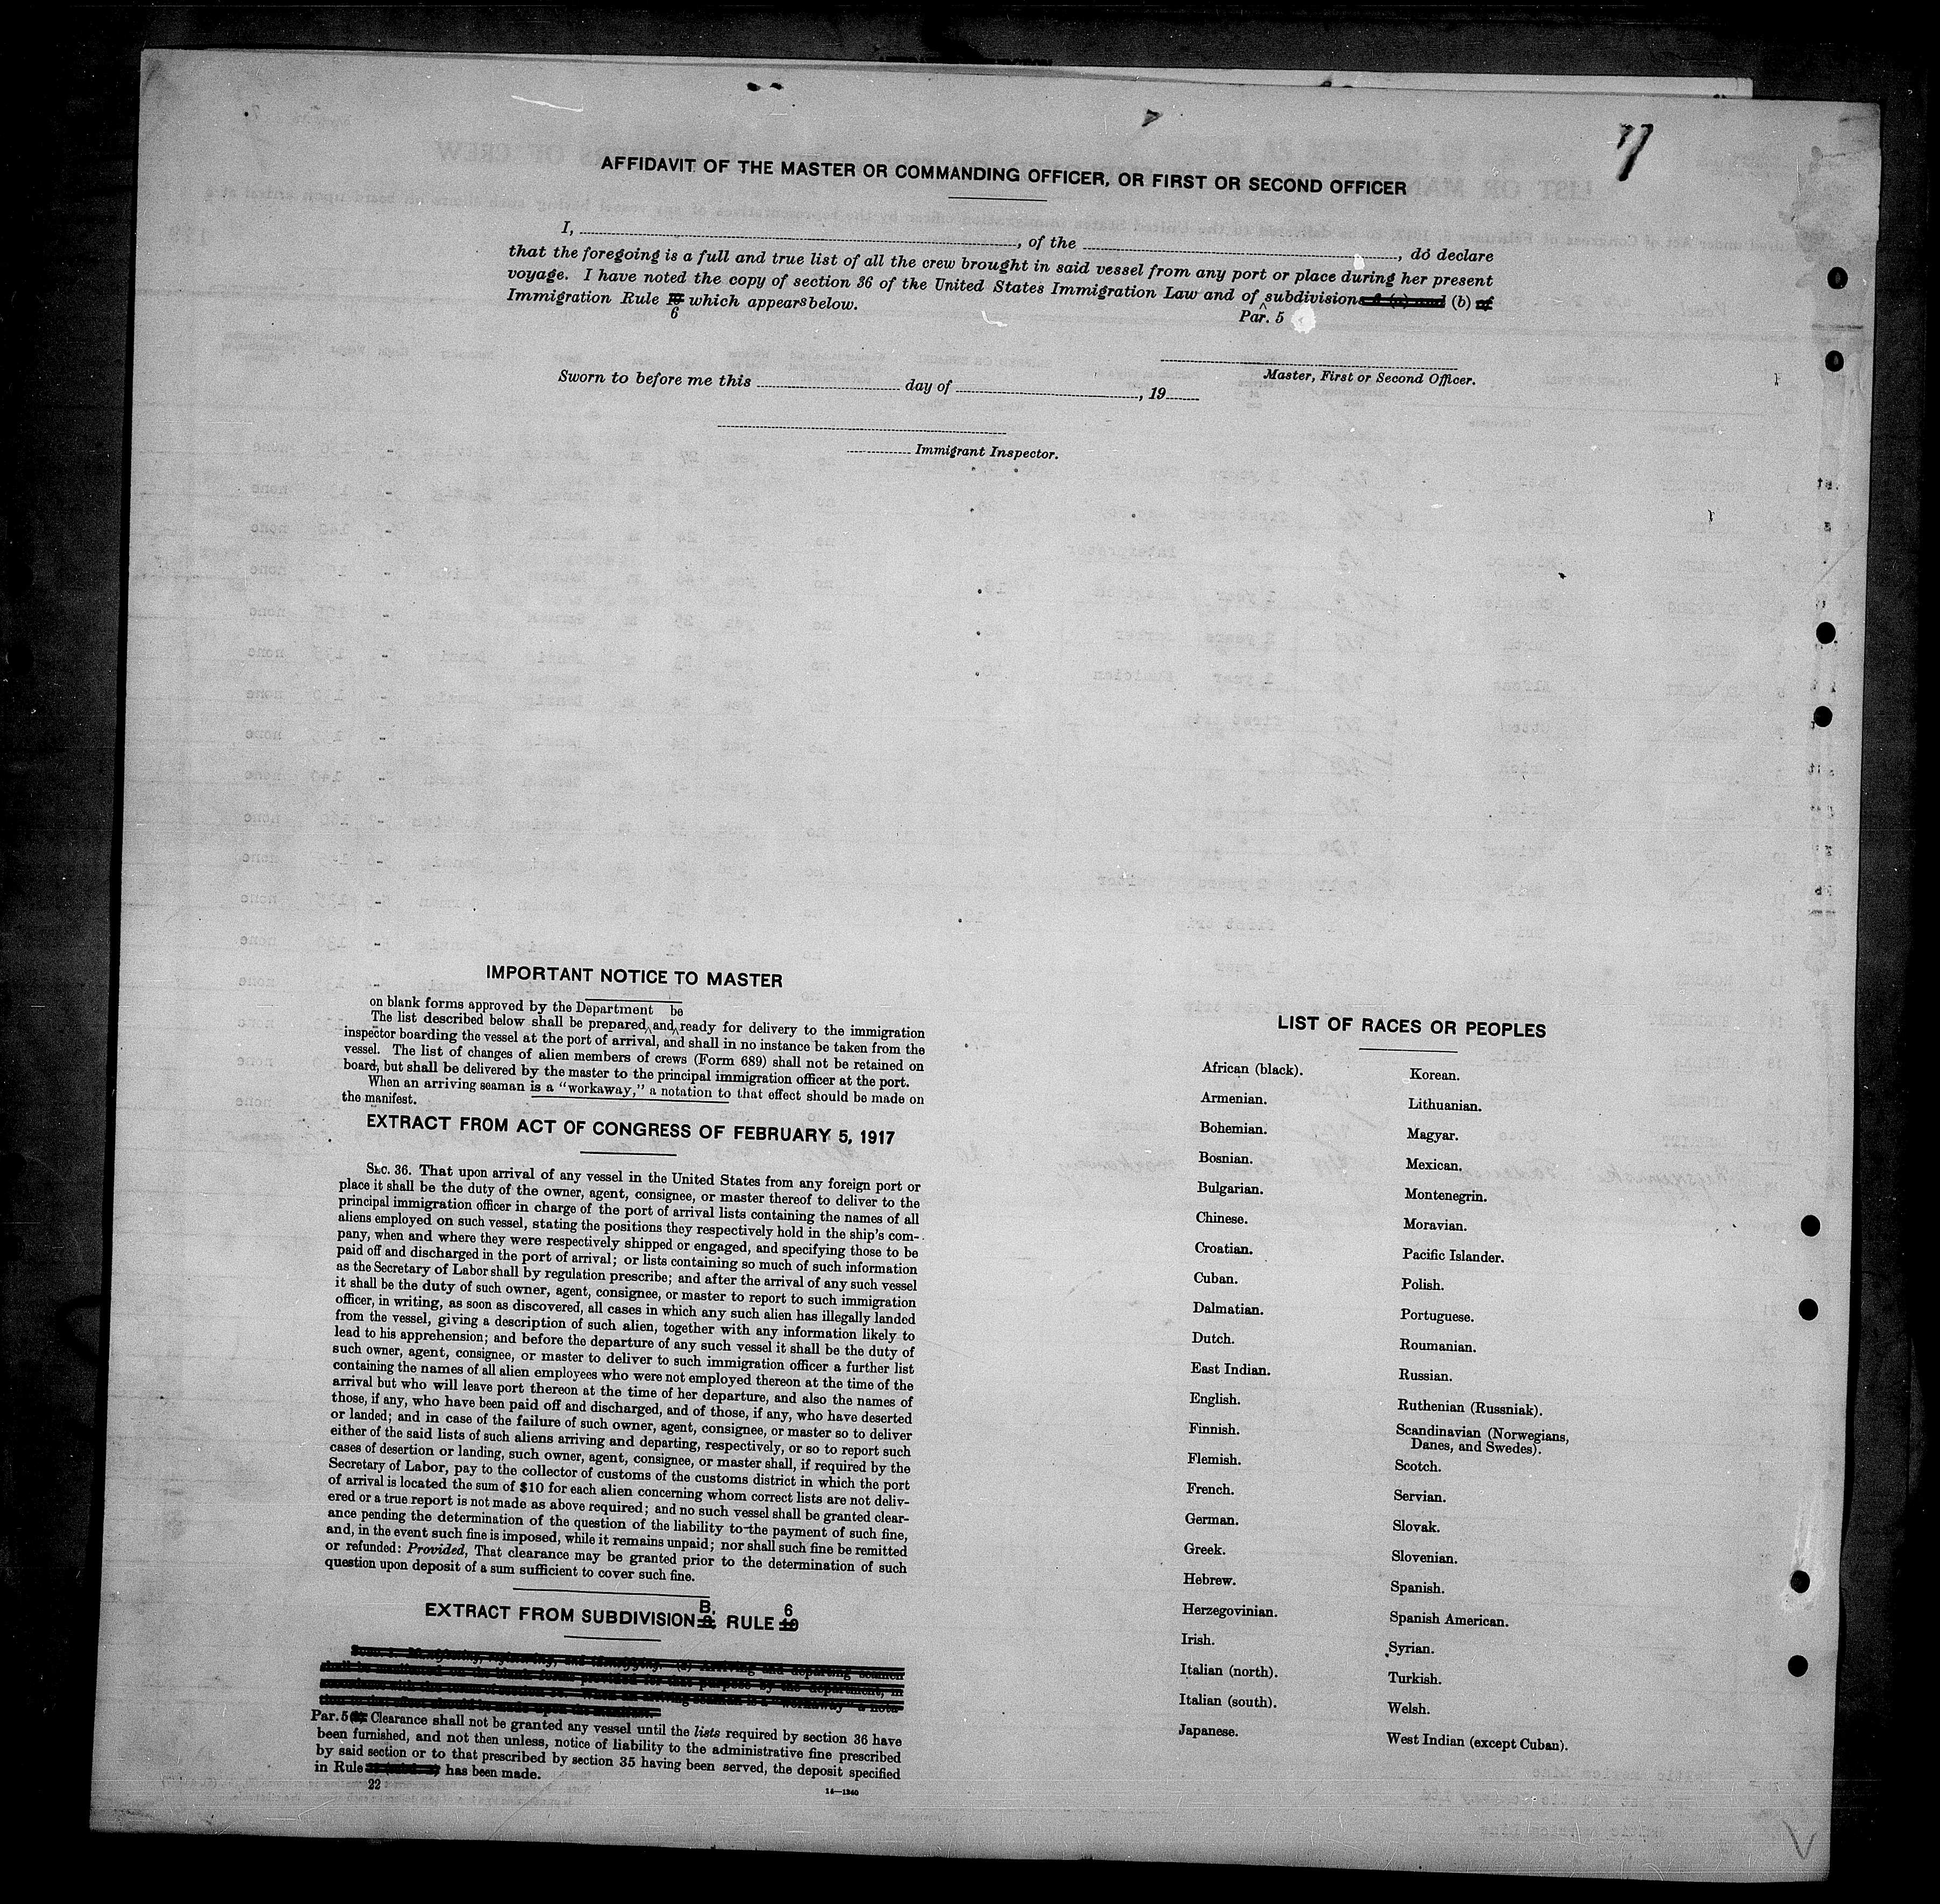 AFFIDAVIT OF THE MASTER OR COMMANDING OFFICER, OR FIRST OR SECOND OFFICER
I, , of the , do declare
that the foregoing is a full and true list of all the crew brought in said vessel from any port or place during her present
voyage. I have noted the copy of section 36 of the United States Immigration Law and of subdivisions (b) of
Par. 5
Immigration Rule 10 which appears below.
6
Master, First or Second Officer.
Sworn to before me this day of , 19
Immigrant Inspector.
IMPORTANT NOTICE TO MASTER
on blank forms approved by the Department be
The list described below shall be prepared and ready for delivery to the immigration
inspector boarding the vessel at the port of arrival, and shall in no instance be taken from the
vessel. The list of changes of alien members of crews (Form 689) shall not be retained on
board, but shall be delivered by the master to the principal immigration officer at the port.
When an arriving seaman is a "workaway," a notation to that effect should be made on
the manifest.
EXTRACT FROM ACT OF CONGRESS OF FEBRUARY 5, 1917
SEC. 36. That upon arrival of any vessel in the United States from any foreign port or
place it shall be the duty of the owner, agent, consignee, or master thereof to deliver to the
principal immigration officer in charge of the port of arrival lists containing the names of all
aliens employed on such vessel, stating the positions they respectively hold in the ship's com-
pany, when and where they were respectively shipped or engaged, and specifying those to be
paid off and discharged in the port of arrival; or lists containing so much of such information
as the Secretary of Labor shall by regulation prescribe; and after the arrival of any such vessel
it shall be the duty of such owner, agent, consignee, or master to report to such immigration
officer, in writing, as soon as discovered, all cases in which any such alien has illegally landed
from the vessel, giving a description of such alien, together with any information likely to
lead to his apprehension; and before the departure of any such vessel it shall be the duty of
such owner, agent, consignee, or master to deliver to such immigration officer a further list
containing the names of all alien employees who were not employed thereon at the time of the
arrival but who will leave port thereon at the time of her departure, and also the names of
those, if any, who have been paid off and discharged, and of those, if any, who have deserted
or landed; and in case of the failure of such owner, agent, consignee, or master so to deliver
either of the said lists of such aliens arriving and departing, respectively, or so to report such
cases of desertion or landing, such owner, agent, consignee, or master shall, if required by the
Secretary of Labor, pay to the collector of customs of the customs district in which the port
of arrival is located the sum of $10 for each alien concerning whom correct lists are not deliv-
ered or a true report is not made as above required; and no such vessel shall be granted clear-
ance pending the determination of the question of the liability to the payment of such fine,
and, in the event such fine is imposed, while it remains unpaid; nor shall such fine be remitted
or refunded: Provided, That clearance may be granted prior to the determination of such
question upon deposit of a sum sufficient to cover such fine.
B. 6
EXTRACT FROM SUBDIVISION RULE 10
Par. 5 Clearance shall not be granted any vessel until the lists required by section 36 have
been furnished, and not then unless, notice of liability to the administrative fine prescribed
by said section or to that prescribed by section 35 having been served, the deposit specified
in Rule has been made.
22
14—1240
LIST OF RACES OR PEOPLES
African (black).
Armenian.
Bohemian.
Bosnian.
Bulgarian.
Chinese.
Croatian.
Cuban.
Dalmatian.
Dutch.
East Indian.
English.
Finnish.
Flemish.
French.
German.
Greek.
Hebrew.
Herzegovinian.
Irish.
Italian (north).
Italian (south).
Japanese.
Korean.
Lithuanian.
Magyar.
Mexican.
Montenegrin.
Moravian.
Pacific Islander.
Polish.
Portuguese.
Roumanian.
Russian.
Ruthenian (Russniak).
Scandinavian (Norwegians,
Danes, and Swedes).
Scotch.
Servian.
Slovak.
Slovenian.
Spanish.
Spanish American.
Syrian.
Turkish.
Welsh.
West Indian (except Cuban).